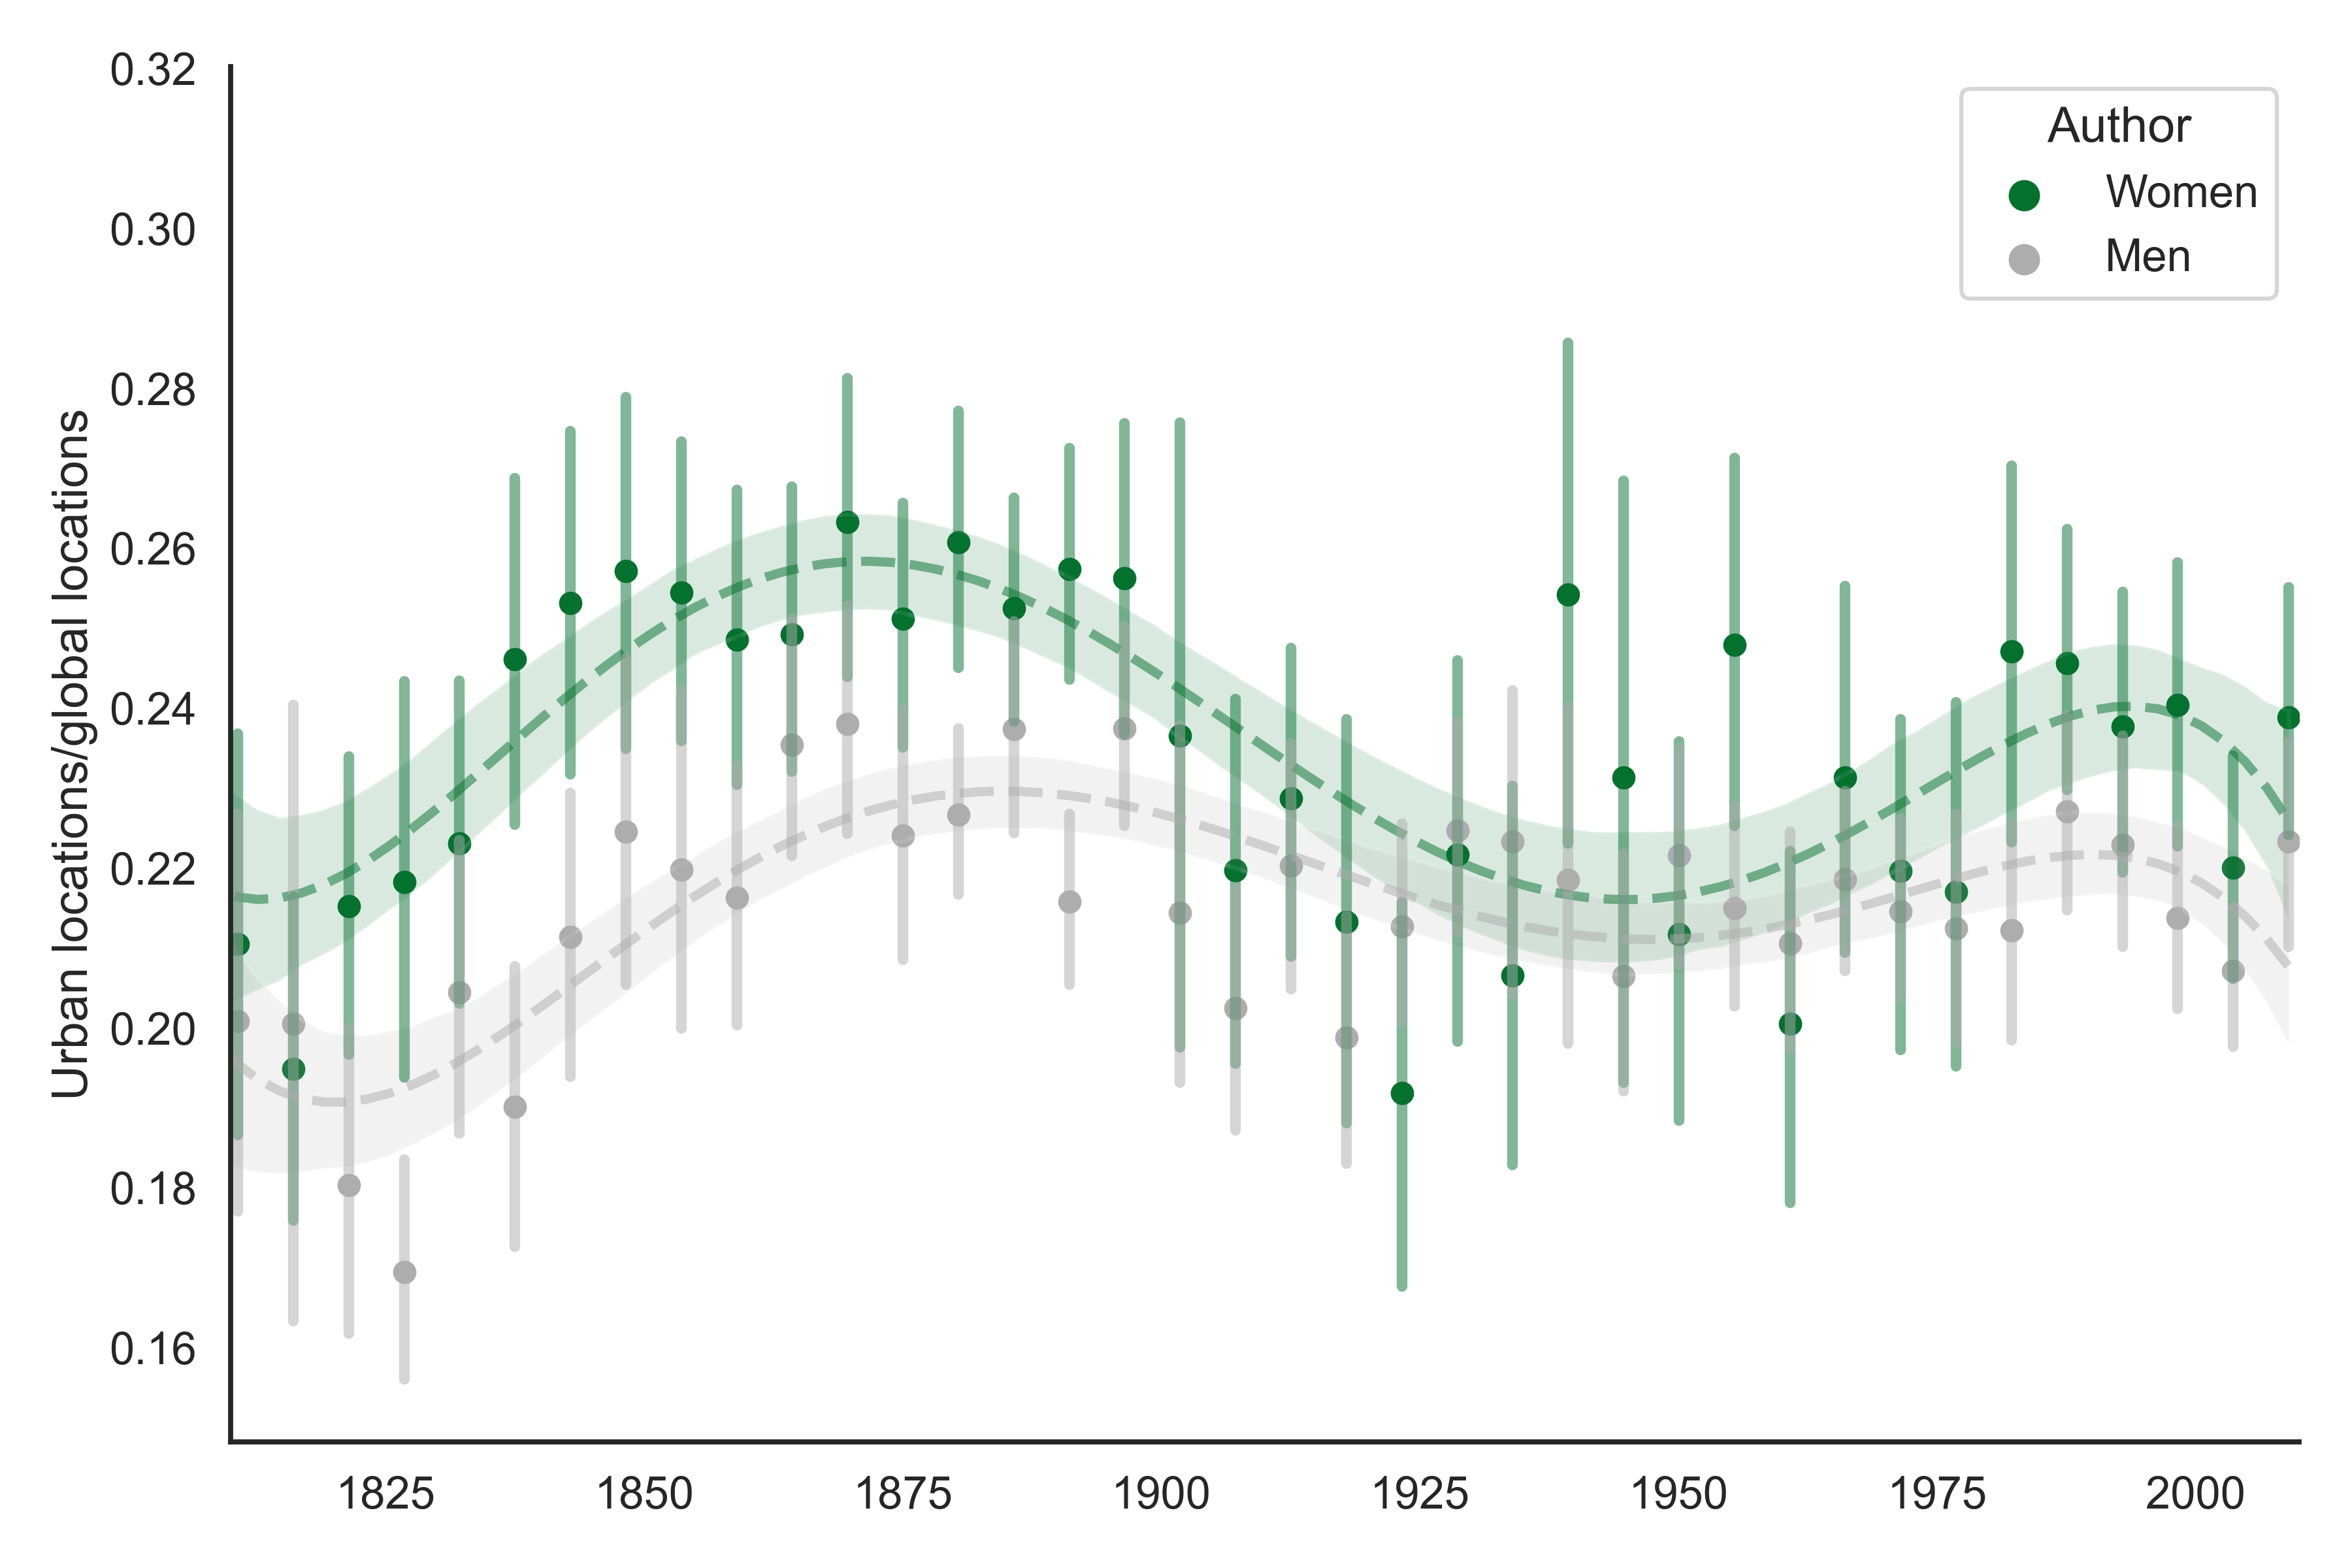 0.32
0.30
0.28
0.26
0.24
0.22
0.20
0.18
0.16
Urban locations/global locations
Author
Women
Men
1825 1850 1875 1900 1925 1950 1975 2000